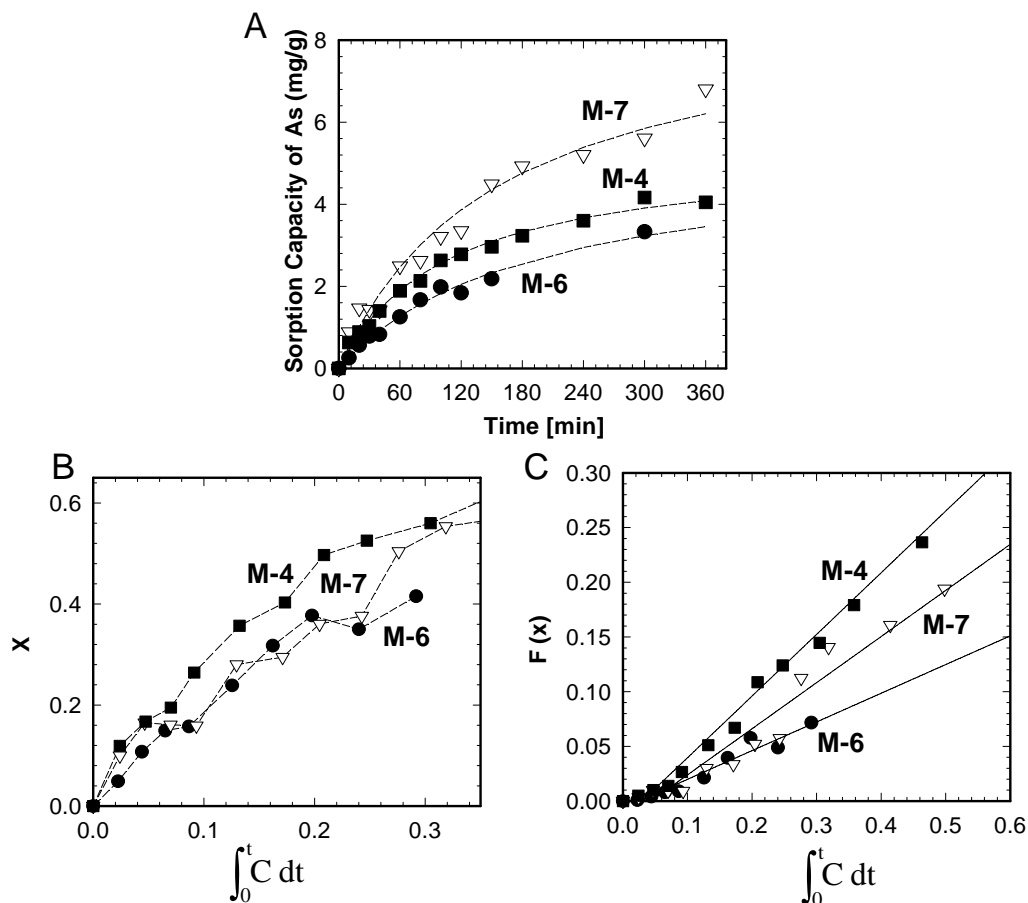 A
Sorption Capacity of As (mg/g)
8
6
4
2
0
M-7
M-4
M-6
0 60 120 180 240 300 360
Time [min]
B
X
0.6
0.4
0.2
0.0
M-4
M-7
M-6
0.0 0.1 0.2 0.3
∫₀ᵗ C dt
C
F (x)
0.30
0.25
0.20
0.15
0.10
0.05
0.00
M-4
M-7
M-6
0.0 0.1 0.2 0.3 0.4 0.5 0.6
∫₀ᵗ C dt